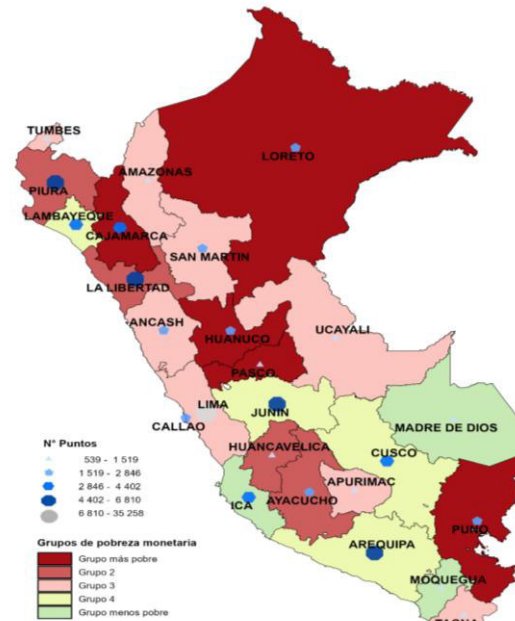 TUMBES
LORETO
AMAZONAS
PIURA
LAMBAYEQUE
CAJAMARCA
SAN MARTIN
LA LIBERTAD
ANCASH
HUANUCO
UCAYALI
PASCO
LIMA
JUNIN
CALLAO
MADRE DE DIOS
HUANCAVELICA
CUSCO
APURIMAC
ICA
AYACUCHO
PUNO
AREQUIPA
MOQUEGUA
TACNA
N° Puntos
539 - 1 519
1 519 - 2 846
2 846 - 4 402
4 402 - 6 810
6 810 - 35 258
Grupos de pobreza monetaria
Grupo más pobre
Grupo 2
Grupo 3
Grupo 4
Grupo menos pobre